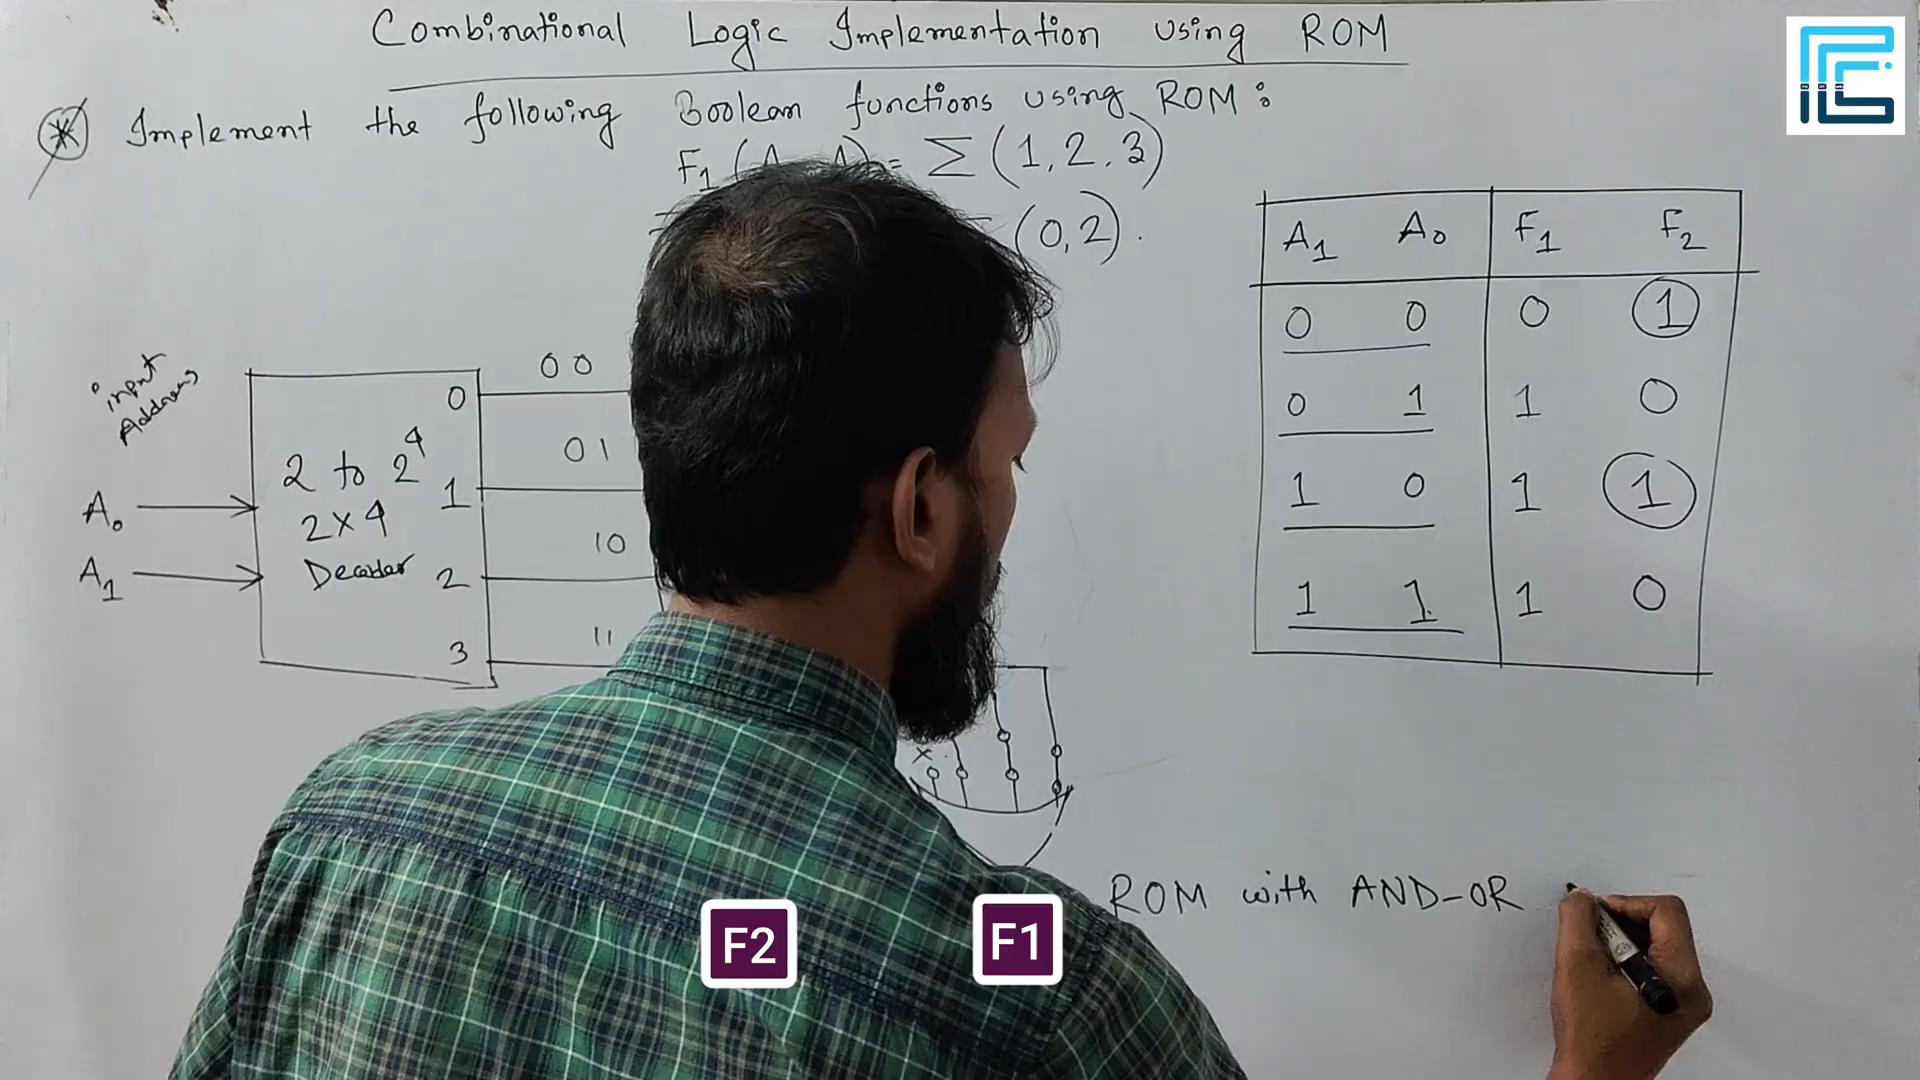 Combinational Logic Implementation using ROM
* Implement the following Boolean functions using ROM:
F1 ( = Σ (1,2,3)
(0,2).
A1 A0 F1 F2
0 0 0 1
0 1 1 0
1 0 1 1
1 1 1 0
input
Address
A0
A1
2 to 2^4
2x4
Decoder
0
1
2
3
00
01
10
11
x
ROM with AND-OR
F2
F1